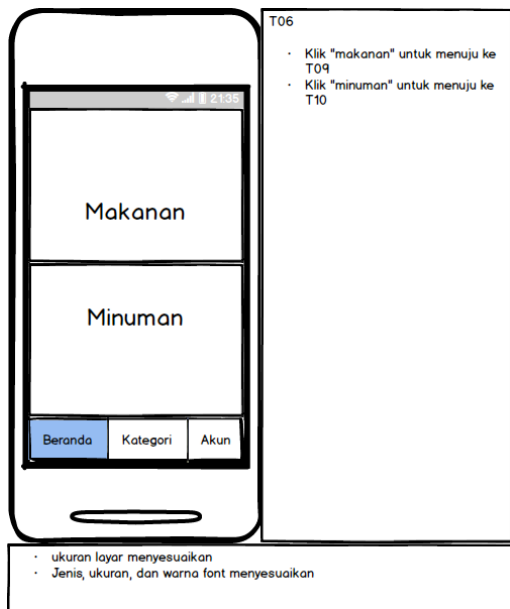 T06
· Klik "makanan" untuk menuju ke
T09
· Klik "minuman" untuk menuju ke
T10
21:35
Makanan
Minuman
Beranda Kategori Akun
· ukuran layar menyesuaikan
· Jenis, ukuran, dan warna font menyesuaikan